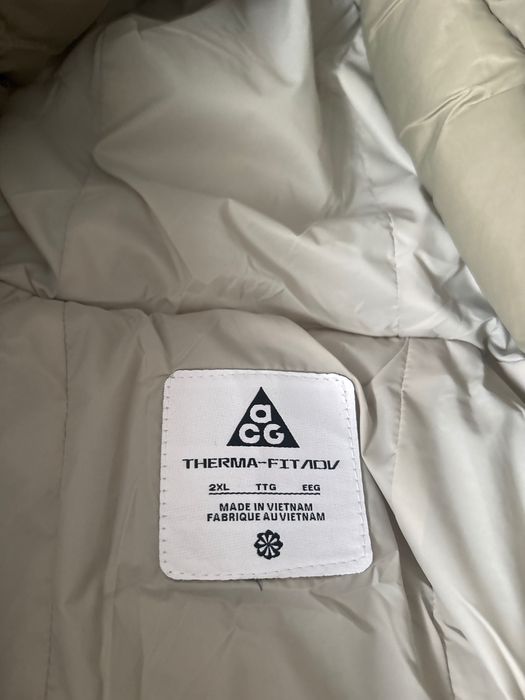 aCG
THERMA-FIT ADV
2XL TTG EEG
MADE IN VIETNAM
FABRIQUE AU VIETNAM